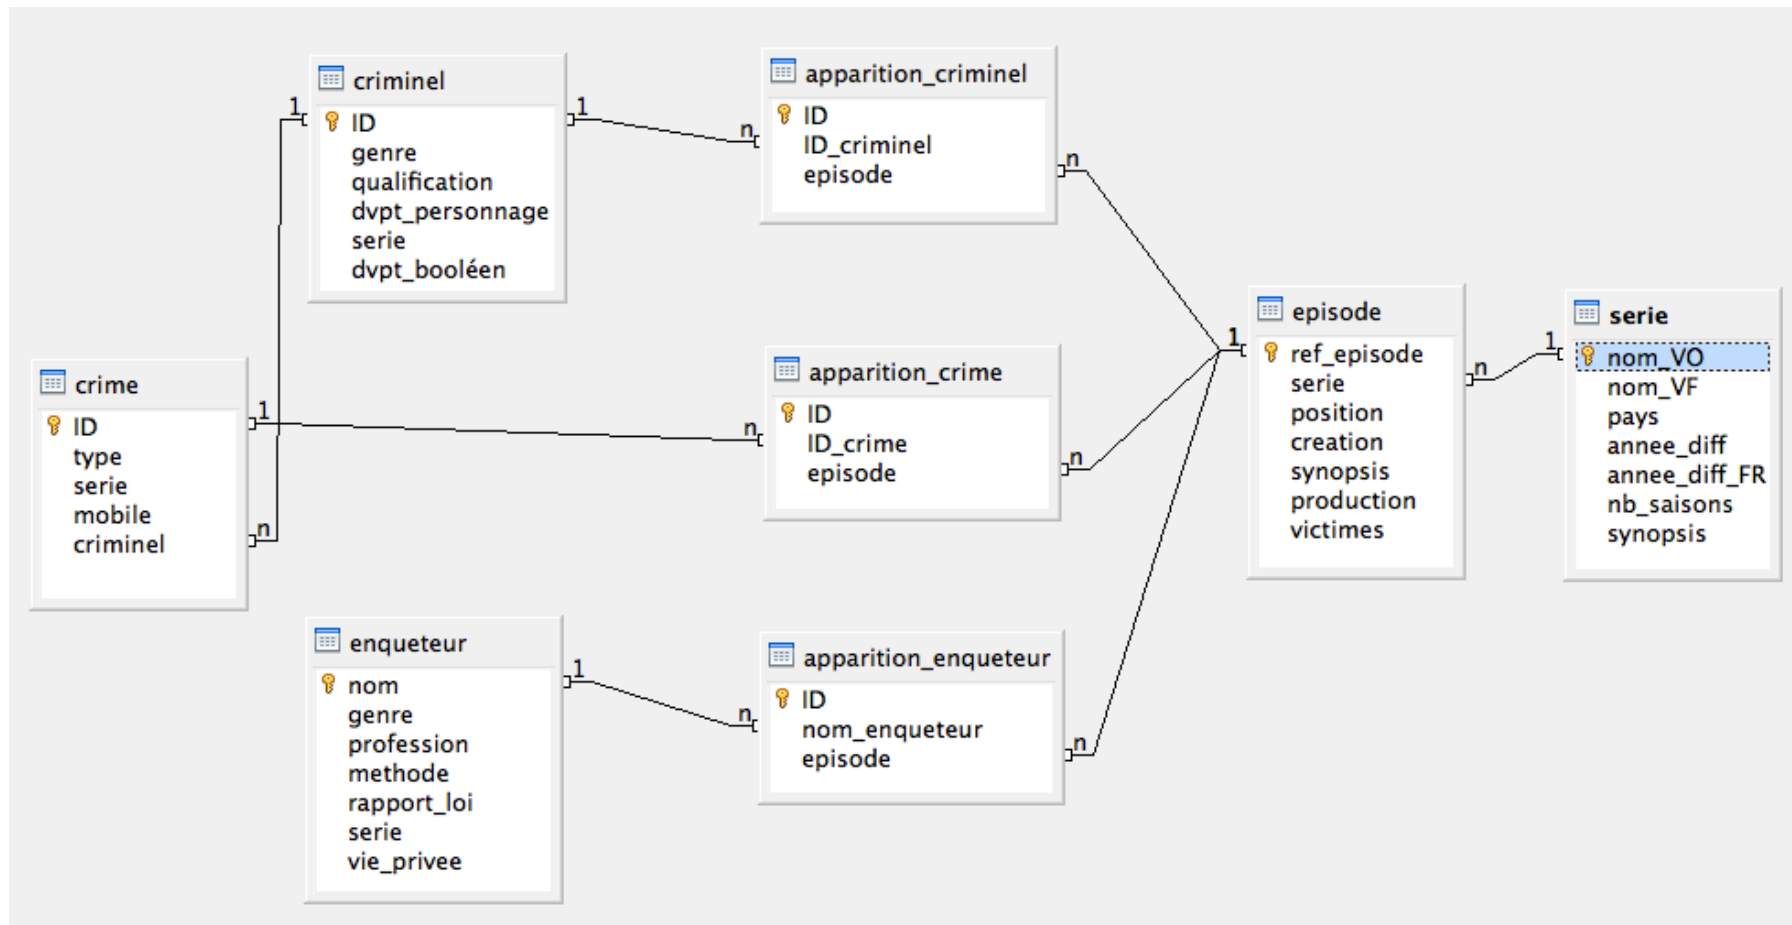 criminel
ID
genre
qualification
dvpt_personnage
serie
dvpt_booléen
1
1
apparition_criminel
ID
ID_criminel
episode
n
n
crime
ID
type
serie
mobile
criminel
1
n
apparition_crime
ID
ID_crime
episode
n
n
enqueteur
nom
genre
profession
methode
rapport_loi
serie
vie_privee
1
apparition_enqueteur
ID
nom_enqueteur
episode
n
n
episode
ref_episode
serie
position
creation
synopsis
production
victimes
1
n
serie
nom_VO
nom_VF
pays
annee_diff
annee_diff_FR
nb_saisons
synopsis
1